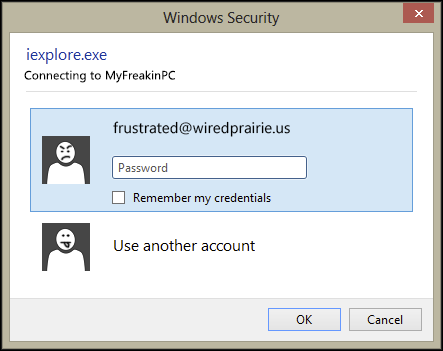 Windows Security
iexplore.exe
Connecting to MyFreakinPC
frustrated@wiredprairie.us
Password
Remember my credentials
Use another account
OK
Cancel